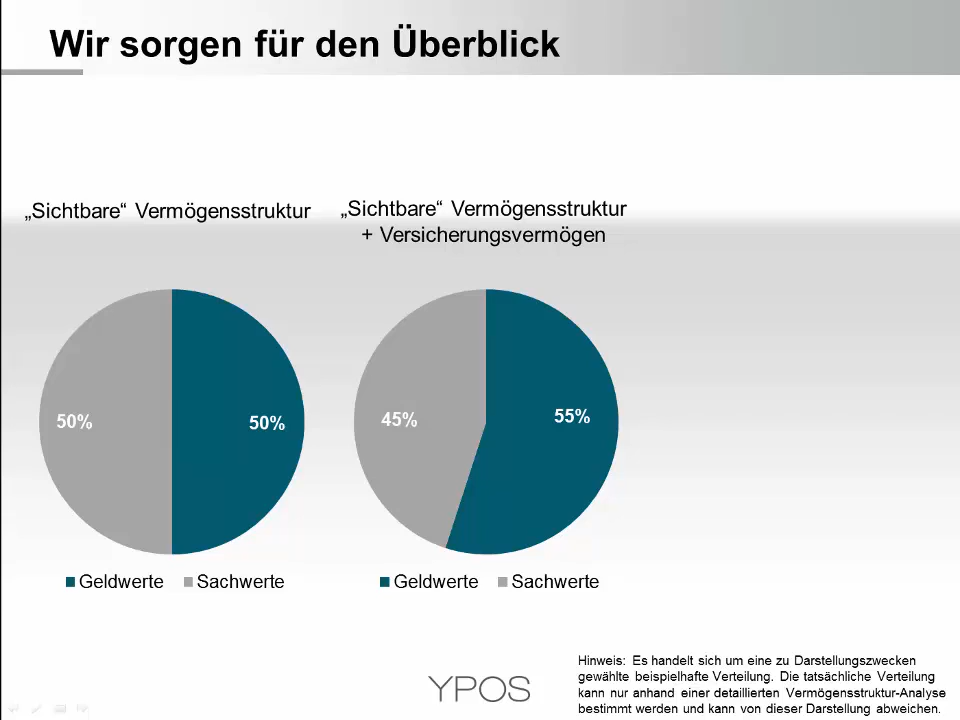 Wir sorgen für den Überblick
„Sichtbare“ Vermögensstruktur
„Sichtbare“ Vermögensstruktur
+ Versicherungsvermögen
50%
50%
45%
55%
Geldwerte
Sachwerte
Geldwerte
Sachwerte
YPOS
Hinweis: Es handelt sich um eine zu Darstellungszwecken
gewählte beispielhafte Verteilung. Die tatsächliche Verteilung
kann nur anhand einer detaillierten Vermögensstruktur-Analyse
bestimmt werden und kann von dieser Darstellung abweichen.